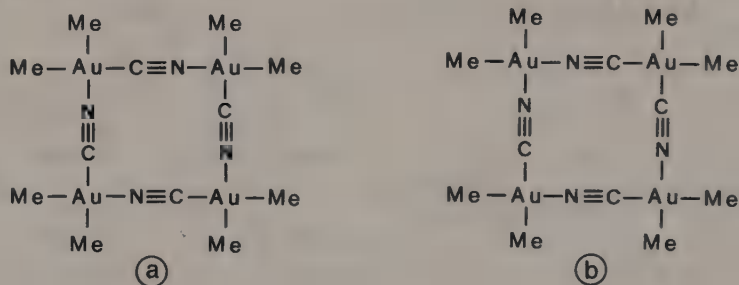 Me Me Me Me
Me—Au—C≡N—Au—Me Me—Au—N≡C—Au—Me
N C N C
||| ||| ||| |||
C N C N
Me—Au—N≡C—Au—Me Me—Au—N≡C—Au—Me
Me Me Me Me
a b